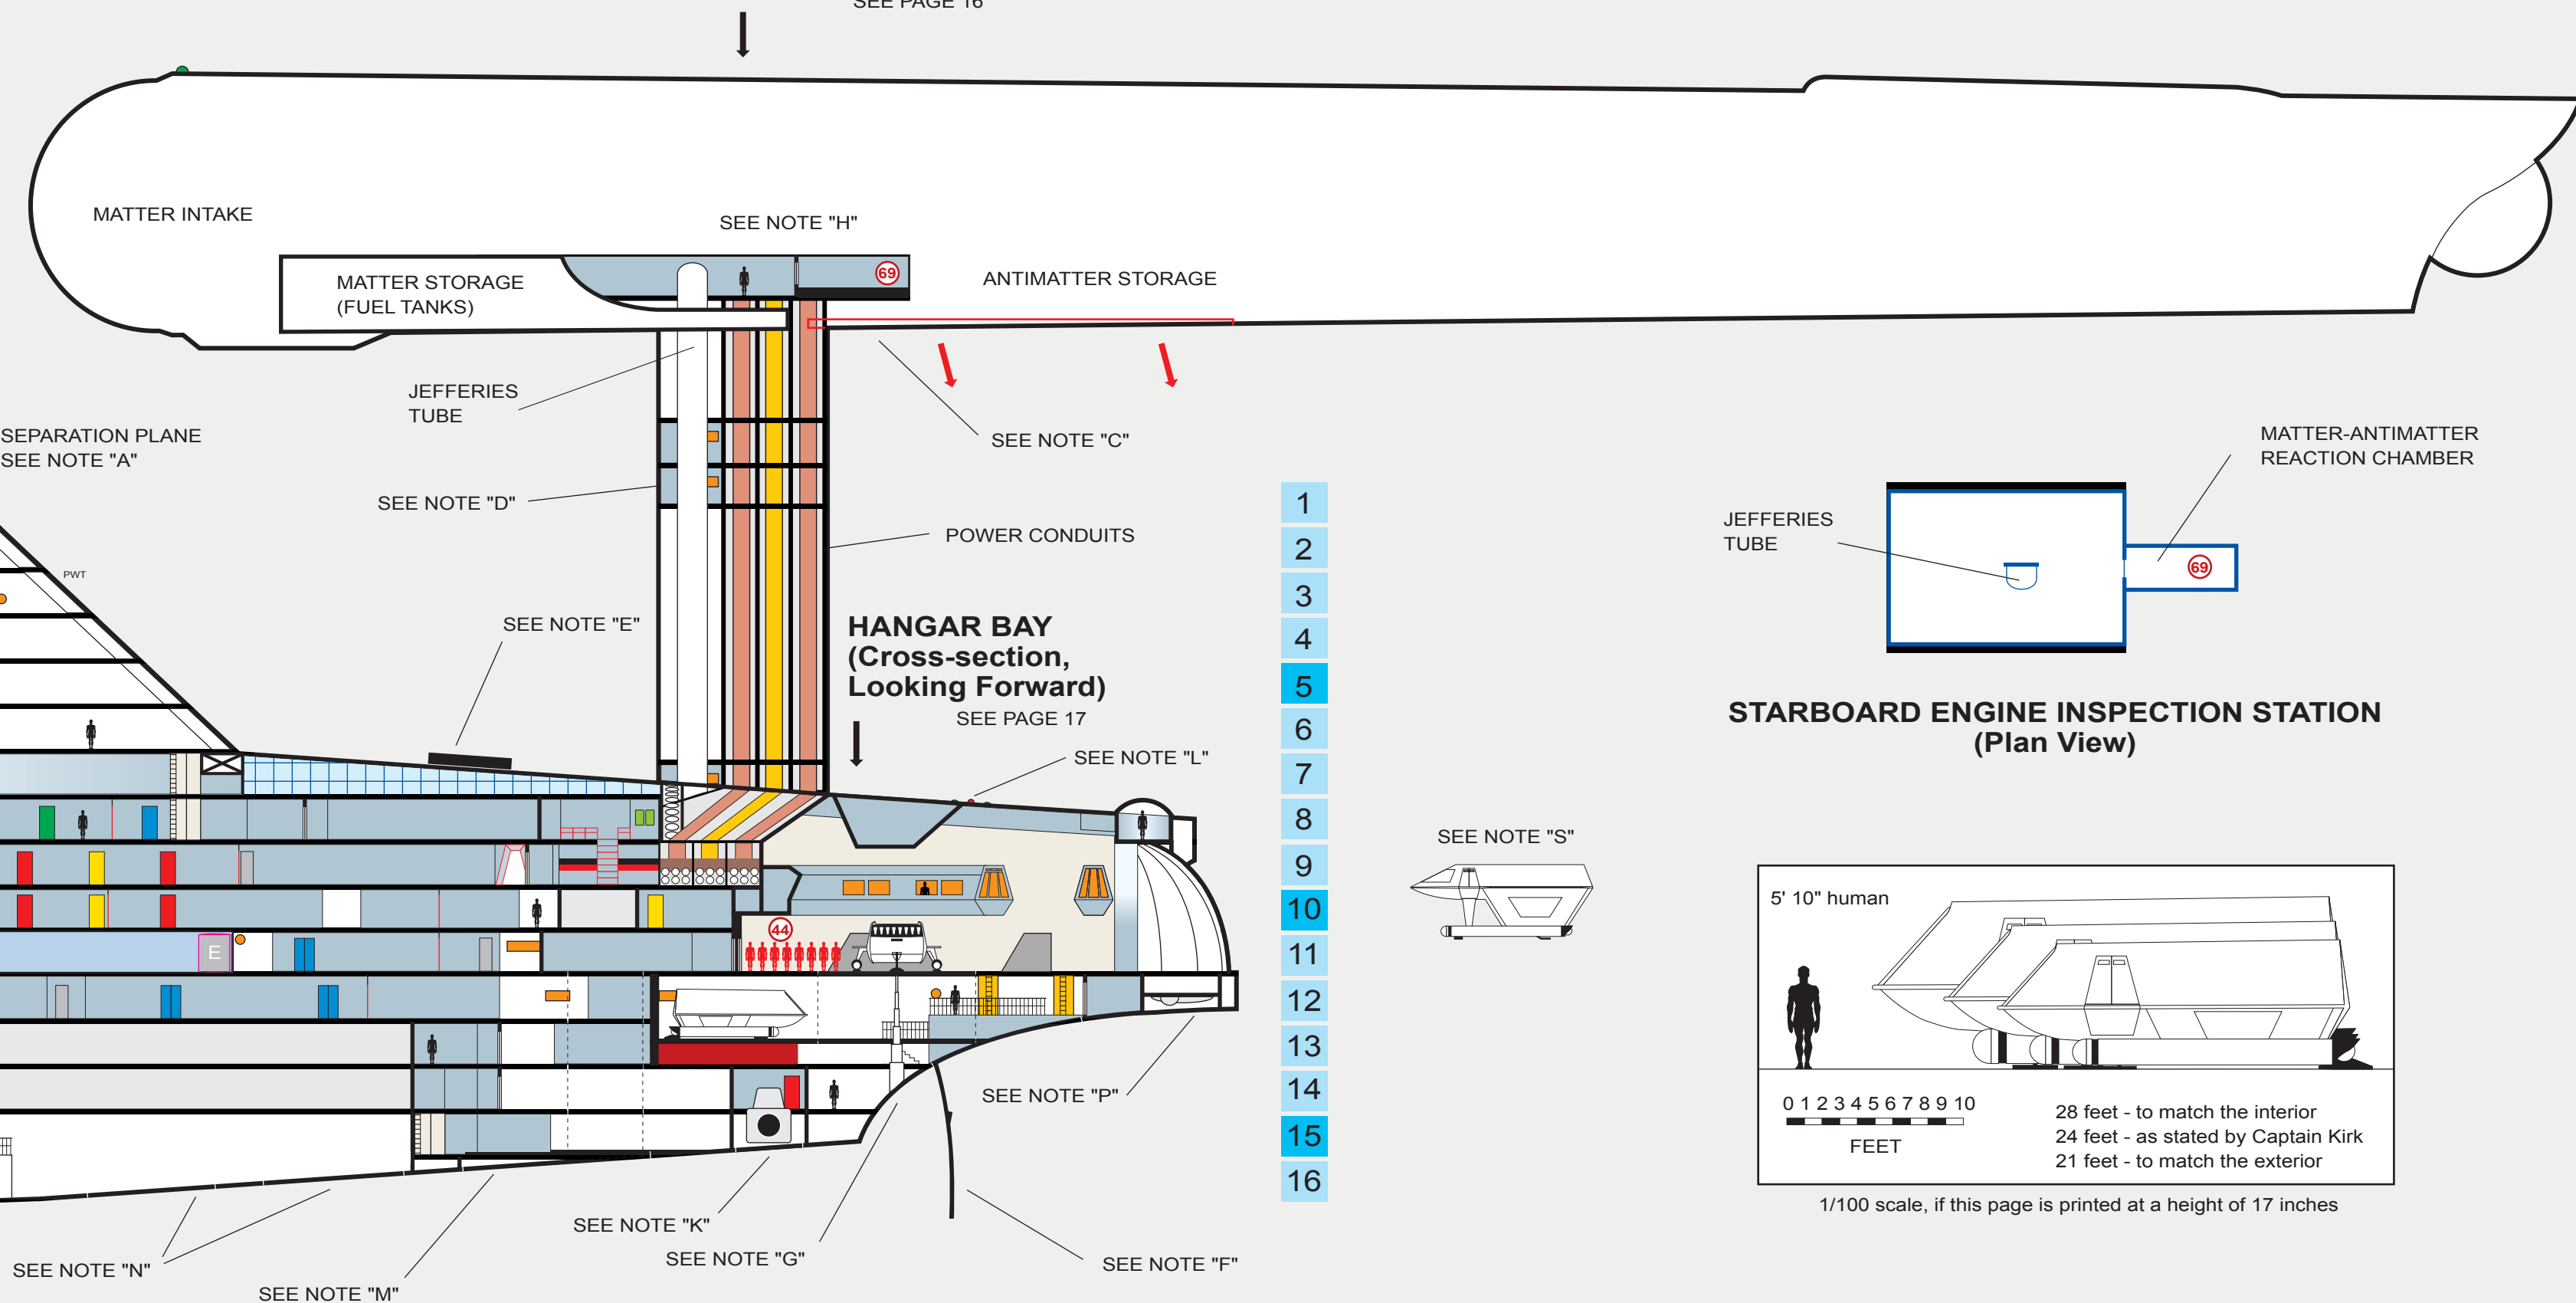 SEE PAGE 16
MATTER INTAKE
SEE NOTE "H"
MATTER STORAGE
(FUEL TANKS)
69
ANTIMATTER STORAGE
JEFFERIES
TUBE
SEPARATION PLANE
SEE NOTE "A"
SEE NOTE "C"
SEE NOTE "D"
POWER CONDUITS
PWT
SEE NOTE "E"
HANGAR BAY
(Cross-section,
Looking Forward)
SEE PAGE 17
SEE NOTE "L"
44
E
SEE NOTE "P"
SEE NOTE "K"
SEE NOTE "G"
SEE NOTE "F"
SEE NOTE "N"
SEE NOTE "M"
1
2
3
4
5
6
7
8
9
10
11
12
13
14
15
16
MATTER-ANTIMATTER
REACTION CHAMBER
JEFFERIES
TUBE
69
STARBOARD ENGINE INSPECTION STATION
(Plan View)
SEE NOTE "S"
5' 10" human
0 1 2 3 4 5 6 7 8 9 10
FEET
28 feet - to match the interior
24 feet - as stated by Captain Kirk
21 feet - to match the exterior
1/100 scale, if this page is printed at a height of 17 inches